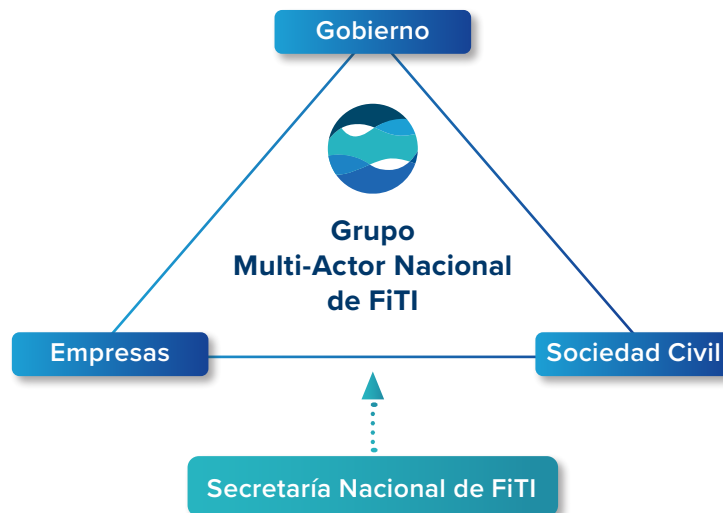 Gobierno
Grupo
Multi-Actor Nacional
de FiTI
Empresas
Sociedad Civil
Secretaría Nacional de FiTI